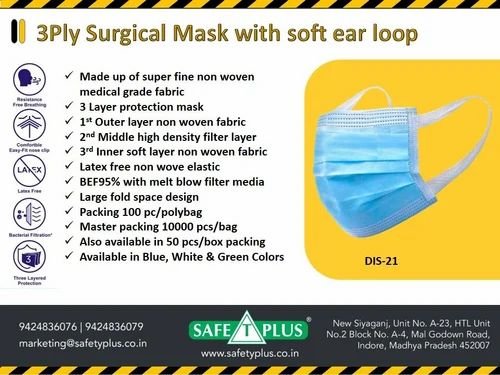 3Ply Surgical Mask with soft ear loop
Resistance
Free Breathing
Comfortble
Easy-Fit nose clip
LATEX
Latex Free
Bacterial Filtration*
3
Three Layered
Protection
✓ Made up of super fine non woven
medical grade fabric
✓ 3 Layer protection mask
✓ 1st Outer layer non woven fabric
✓ 2nd Middle high density filter layer
✓ 3rd Inner soft layer non woven fabric
✓ Latex free non wove elastic
✓ BEF95% with melt blow filter media
✓ Large fold space design
✓ Packing 100 pc/polybag
✓ Master packing 10000 pcs/bag
✓ Also available in 50 pcs/box packing
✓ Available in Blue, White & Green Colors
DIS-21
9424836076 | 9424836079
marketing@safetyplus.co.in
SAFE T PLUS®
www.safetyplus.co.in
New Siyaganj, Unit No. A-23, HTL Unit
No.2 Block No. A-4, Mal Godown Road,
Indore, Madhya Pradesh 452007